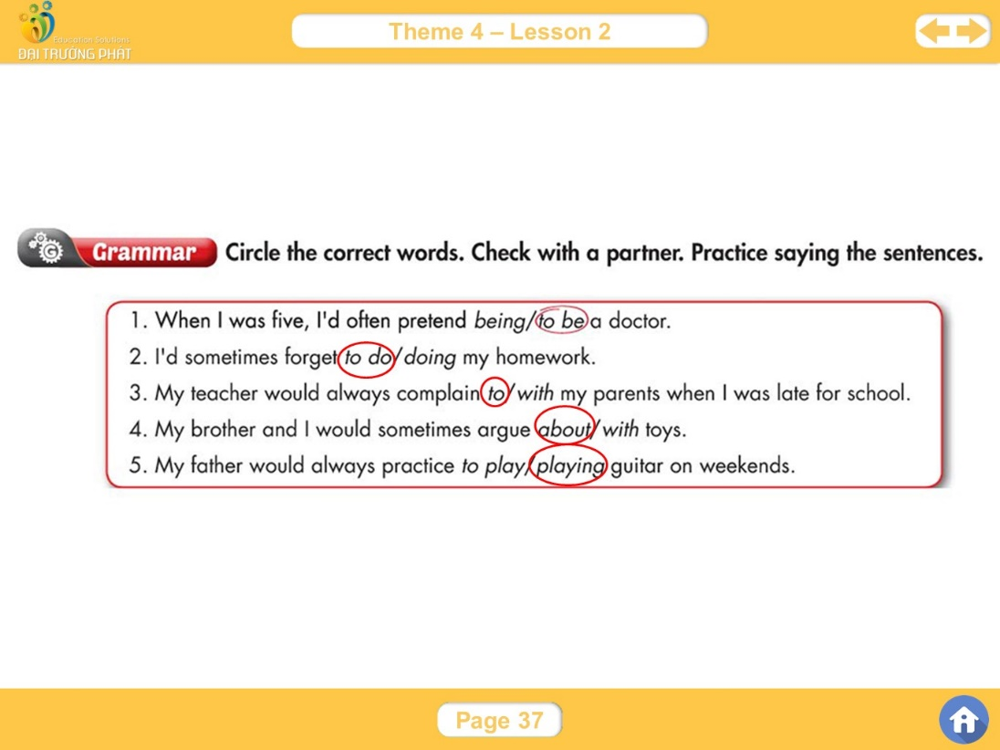 Education Solutions
ĐẠI TRƯỜNG PHÁT
Theme 4 – Lesson 2
G
Grammar Circle the correct words. Check with a partner. Practice saying the sentences.
1. When I was five, I'd often pretend being/to be a doctor.
2. I'd sometimes forget to do/doing my homework.
3. My teacher would always complain to/with my parents when I was late for school.
4. My brother and I would sometimes argue about/with toys.
5. My father would always practice to play/playing guitar on weekends.
Page 37